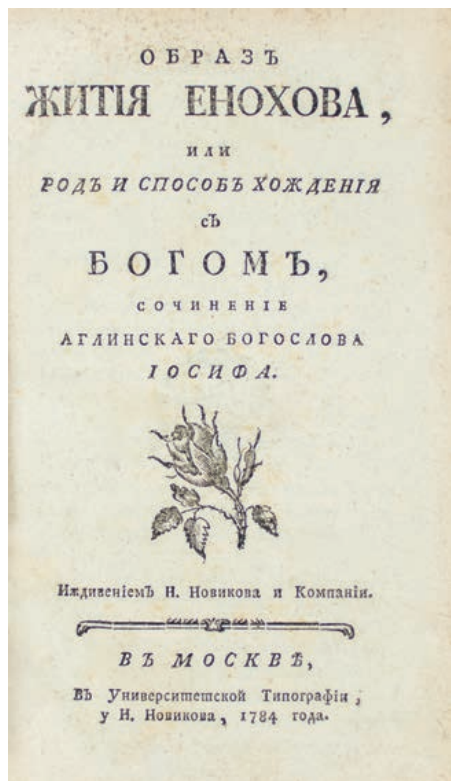 ОБРАЗЪ
ЖИТІЯ ЕНОХОВА,
ИЛИ
РОДЪ И СПОСОБЪ ХОЖДЕНІЯ
съ
БОГОМЪ,
СОЧИНЕНІЕ
АГЛИНСКАГО БОГОСЛОВА
ІОСИФА.
Иждивеніемъ Н. Новикова и Компаніи.
ВЪ МОСКВѢ,
Въ Университетской Типографіи,
у Н. Новикова, 1784 года.